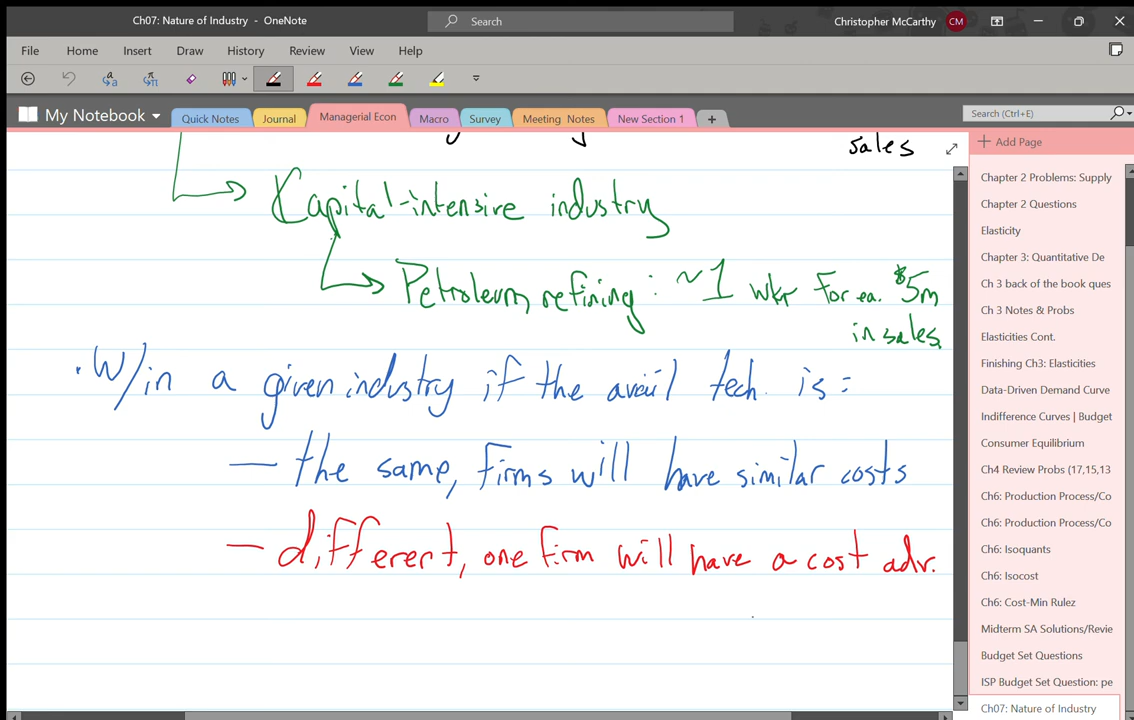 Ch07: Nature of Industry - OneNote
Search
Christopher McCarthy CM
File Home Insert Draw History Review View Help
My Notebook
Quick Notes Journal Managerial Econ Macro Survey Meeting Notes New Section 1 +
Search (Ctrl+E)
sales
Capital-intensive industry
Petroleum refining: ~1 wkr for ea. $5m
in sales.
· W/in a given industry if the avail tech. is:
— the same, firms will have similar costs
— different, one firm will have a cost adv.
Add Page
Chapter 2 Problems: Supply
Chapter 2 Questions
Elasticity
Chapter 3: Quantitative De
Ch 3 back of the book ques
Ch 3 Notes & Probs
Elasticities Cont.
Finishing Ch3: Elasticities
Data-Driven Demand Curve
Indifference Curves | Budget
Consumer Equilibrium
Ch4 Review Probs (17,15,13
Ch6: Production Process/Co
Ch6: Production Process/Co
Ch6: Isoquants
Ch6: Isocost
Ch6: Cost-Min Rulez
Midterm SA Solutions/Revie
Budget Set Questions
ISP Budget Set Question: pe
Ch07: Nature of Industry